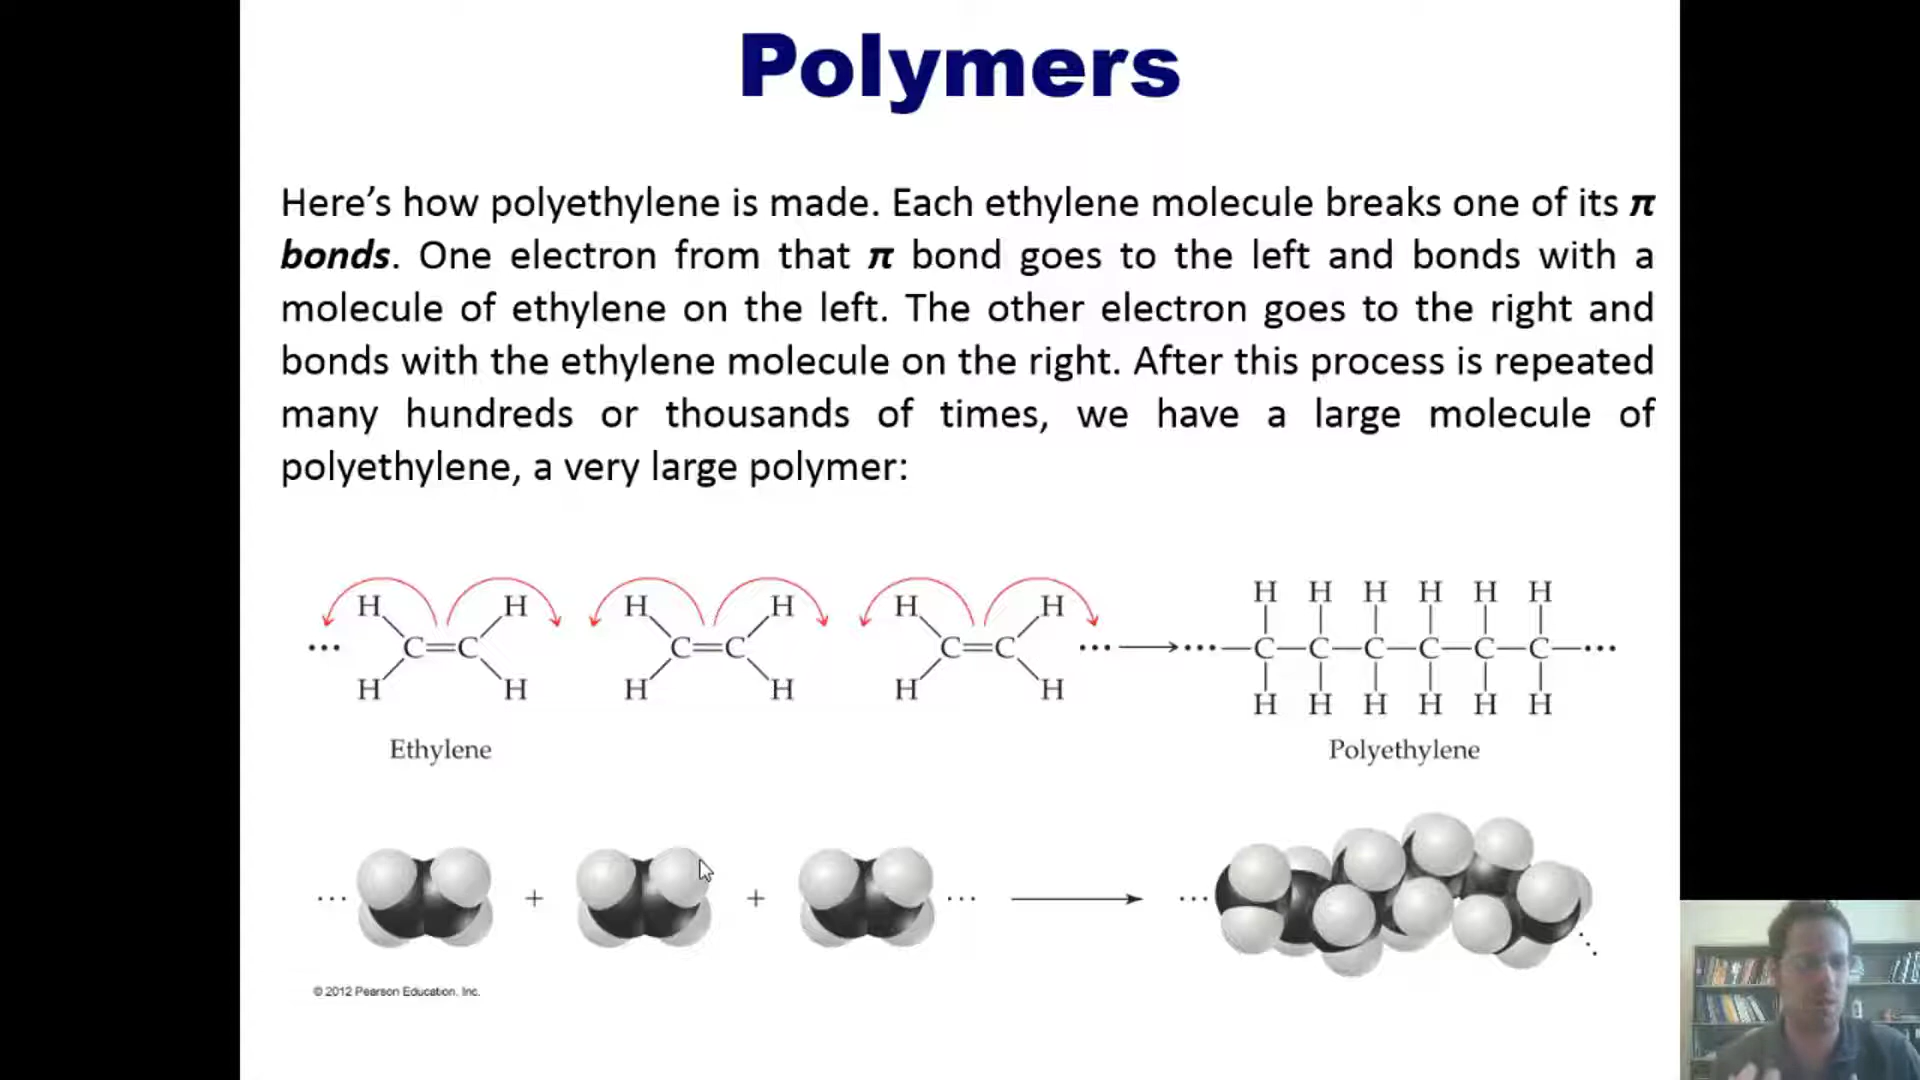 Polymers
Here’s how polyethylene is made. Each ethylene molecule breaks one of its π
bonds. One electron from that π bond goes to the left and bonds with a
molecule of ethylene on the left. The other electron goes to the right and
bonds with the ethylene molecule on the right. After this process is repeated
many hundreds or thousands of times, we have a large molecule of
polyethylene, a very large polymer:
H H H H H H H H H H H H
··· C=C C=C C=C ··· → ···—C—C—C—C—C—C—···
H H H H H H H H H H H H
Ethylene Polyethylene
··· + + ··· → ···
© 2012 Pearson Education, Inc.